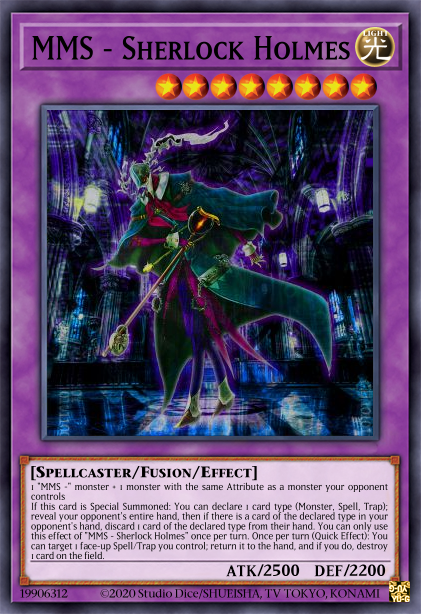 MMS - Sherlock Holmes
LIGHT
光
[Spellcaster/Fusion/Effect]
1 "MMS -" monster + 1 monster with the same Attribute as a monster your opponent
controls
If this card is Special Summoned: You can declare 1 card type (Monster, Spell, Trap);
reveal your opponent's entire hand, then if there is a card of the declared type in your
opponent's hand, discard 1 card of the declared type from their hand. You can only use
this effect of "MMS - Sherlock Holmes" once per turn. Once per turn (Quick Effect): You
can target 1 face-up Spell/Trap you control; return it to the hand, and if you do, destroy
1 card on the field.
ATK/2500 DEF/2200
19906312 ©2020 Studio Dice/SHUEISHA, TV TOKYO, KONAMI